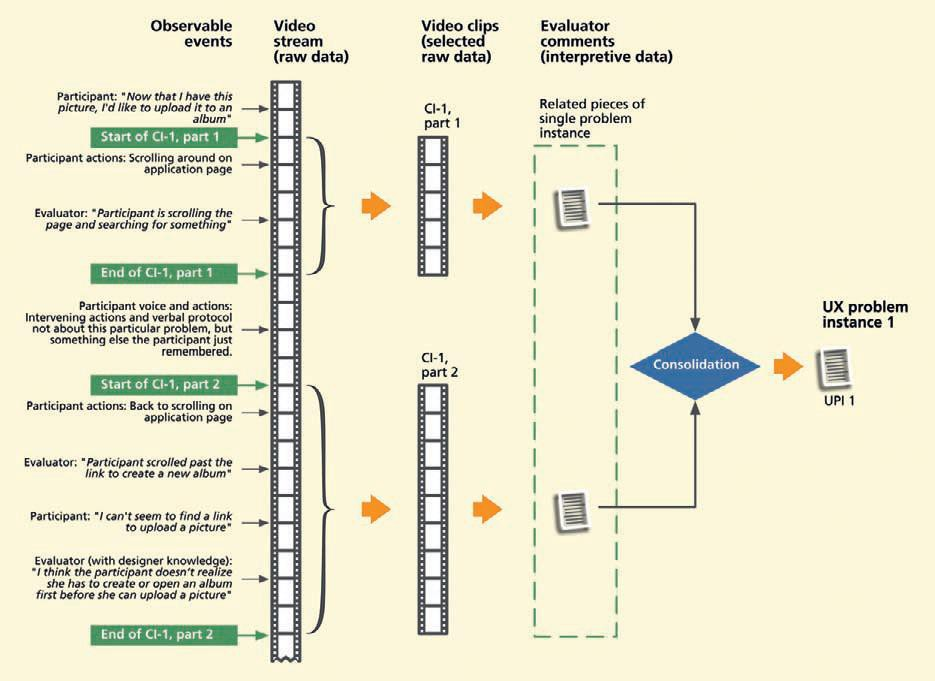 Observable
events
Video
stream
(raw data)
Video clips
(selected
raw data)
Evaluator
comments
(interpretive data)
Participant: "Now that I have this
picture, I'd like to upload it to an
album"
Start of CI-1, part 1
Participant actions: Scrolling around on
application page
Evaluator: "Participant is scrolling the
page and searching for something"
End of CI-1, part 1
Participant voice and actions:
Intervening actions and verbal protocol
not about this particular problem, but
something else the participant just
remembered.
Start of CI-1, part 2
Participant actions: Back to scrolling on
application page
Evaluator: "Participant scrolled past the
link to create a new album"
Participant: "I can't seem to find a link
to upload a picture"
Evaluator (with designer knowledge):
"I think the participant doesn't realize
she has to create or open an album
first before she can upload a picture"
End of CI-1, part 2
CI-1,
part 1
CI-1,
part 2
Related pieces of
single problem
instance
Consolidation
UX problem
instance 1
UPI 1